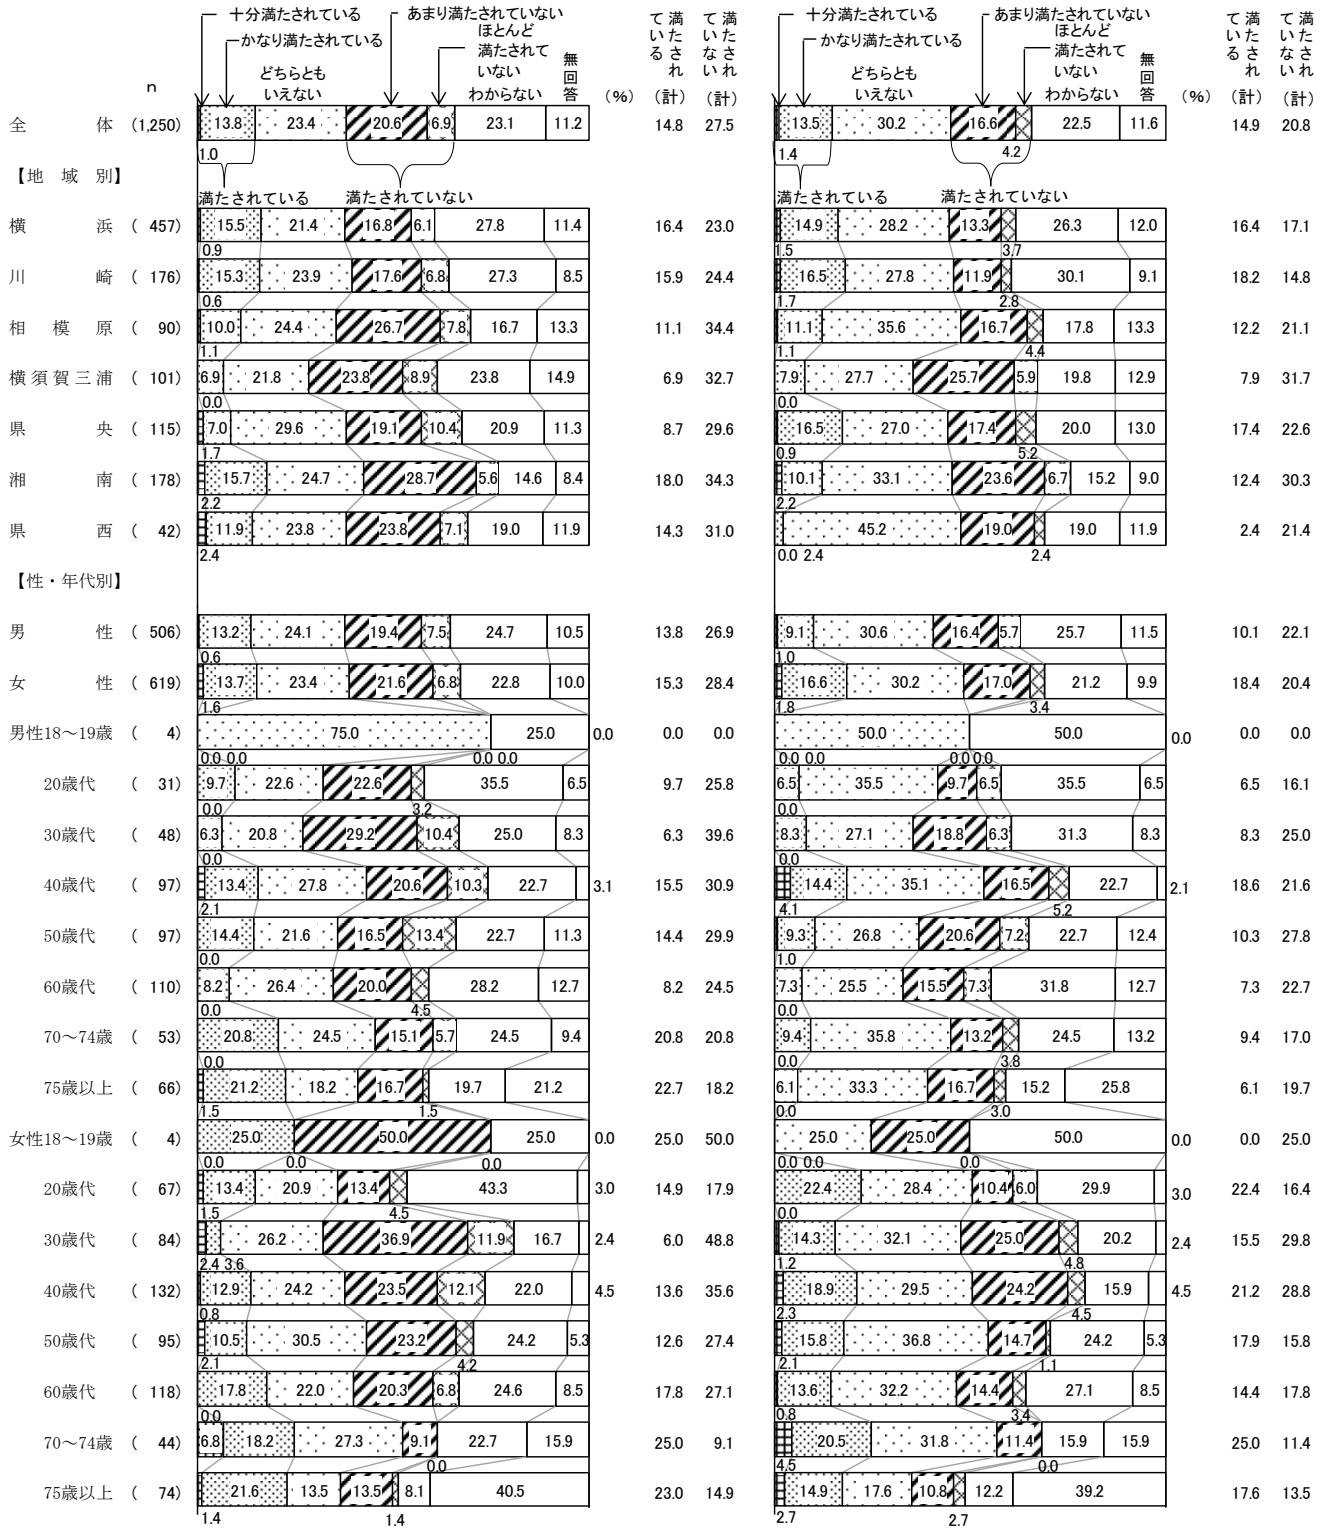 十分満たされている あまり満たされていない 十分満たされている あまり満たされていない
かなり満たされている ほとんど満たされていない かなり満たされている ほとんど満たされていない
どちらともいえない わからない 無回答 どちらともいえない わからない 無回答
n (%) 満たされている(計) 満たされていない(計) (%) 満たされている(計) 満たされていない(計)
全体 (1,250) 13.8 23.4 20.6 6.9 23.1 11.2 14.8 27.5 13.5 30.2 16.6 22.5 11.6 14.9 20.8
1.0 1.4 4.2
【地域別】
満たされている 満たされていない 満たされている 満たされていない
横浜 (457) 15.5 21.4 16.8 6.1 27.8 11.4 16.4 23.0 14.9 28.2 13.3 26.3 12.0 16.4 17.1
0.9 1.5 3.7
川崎 (176) 15.3 23.9 17.6 6.8 27.3 8.5 15.9 24.4 16.5 27.8 11.9 30.1 9.1 18.2 14.8
0.6 1.7 2.8
相模原 (90) 10.0 24.4 26.7 7.8 16.7 13.3 11.1 34.4 11.1 35.6 16.7 17.8 13.3 12.2 21.1
1.1 1.1 4.4
横須賀三浦 (101) 6.9 21.8 23.8 8.9 23.8 14.9 6.9 32.7 7.9 27.7 25.7 5.9 19.8 12.9 7.9 31.7
0.0
県央 (115) 7.0 29.6 19.1 10.4 20.9 11.3 8.7 29.6 16.5 27.0 17.4 20.0 13.0 17.4 22.6
1.7 0.9 5.2
湘南 (178) 15.7 24.7 28.7 5.6 14.6 8.4 18.0 34.3 10.1 33.1 23.6 6.7 15.2 9.0 12.4 30.3
2.2 2.2
県西 (42) 11.9 23.8 23.8 7.1 19.0 11.9 14.3 31.0 45.2 19.0 19.0 11.9 2.4 21.4
2.4 0.0 2.4 2.4
【性・年代別】
男性 (506) 13.2 24.1 19.4 7.5 24.7 10.5 13.8 26.9 9.1 30.6 16.4 5.7 25.7 11.5 10.1 22.1
0.6 1.0
女性 (619) 13.7 23.4 21.6 6.8 22.8 10.0 15.3 28.4 16.6 30.2 17.0 21.2 9.9 18.4 20.4
1.6 1.8 3.4
男性18～19歳 (4) 75.0 25.0 0.0 0.0 0.0 50.0 50.0 0.0 0.0 0.0
0.0 0.0 0.0 0.0 0.0 0.0 0.0 0.0
20歳代 (31) 9.7 22.6 22.6 35.5 6.5 9.7 25.8 6.5 35.5 9.7 6.5 35.5 6.5 6.5 16.1
0.0 3.2 0.0
30歳代 (48) 6.3 20.8 29.2 10.4 25.0 8.3 6.3 39.6 8.3 27.1 18.8 6.3 31.3 8.3 8.3 25.0
0.0 0.0
40歳代 (97) 13.4 27.8 20.6 10.3 22.7 3.1 15.5 30.9 14.4 35.1 16.5 22.7 2.1 18.6 21.6
2.1 4.1 5.2
50歳代 (97) 14.4 21.6 16.5 13.4 22.7 11.3 14.4 29.9 9.3 26.8 20.6 7.2 22.7 12.4 10.3 27.8
0.0 1.0
60歳代 (110) 8.2 26.4 20.0 28.2 12.7 8.2 24.5 7.3 25.5 15.5 7.3 31.8 12.7 7.3 22.7
0.0 4.5 0.0
70～74歳 (53) 20.8 24.5 15.1 5.7 24.5 9.4 20.8 20.8 9.4 35.8 13.2 24.5 13.2 9.4 17.0
0.0 0.0 3.8
75歳以上 (66) 21.2 18.2 16.7 19.7 21.2 22.7 18.2 6.1 33.3 16.7 15.2 25.8 6.1 19.7
1.5 1.5 0.0 3.0
女性18～19歳 (4) 25.0 50.0 25.0 0.0 25.0 50.0 25.0 25.0 50.0 0.0 0.0 25.0
0.0 0.0 0.0 0.0 0.0 0.0
20歳代 (67) 13.4 20.9 13.4 43.3 3.0 14.9 17.9 22.4 28.4 10.4 6.0 29.9 3.0 22.4 16.4
1.5 4.5 0.0
30歳代 (84) 26.2 36.9 11.9 16.7 2.4 6.0 48.8 14.3 32.1 25.0 20.2 2.4 15.5 29.8
2.4 3.6 1.2 4.8
40歳代 (132) 12.9 24.2 23.5 12.1 22.0 4.5 13.6 35.6 18.9 29.5 24.2 15.9 4.5 21.2 28.8
0.8 2.3 4.5
50歳代 (95) 10.5 30.5 23.2 24.2 5.3 12.6 27.4 15.8 36.8 14.7 24.2 5.3 17.9 15.8
2.1 4.2 2.1 1.1
60歳代 (118) 17.8 22.0 20.3 6.8 24.6 8.5 17.8 27.1 13.6 32.2 14.4 27.1 8.5 14.4 17.8
0.0 0.8 3.4
70～74歳 (44) 6.8 18.2 27.3 9.1 22.7 15.9 25.0 9.1 20.5 31.8 11.4 15.9 15.9 25.0 11.4
0.0 4.5 0.0
75歳以上 (74) 21.6 13.5 13.5 8.1 40.5 23.0 14.9 14.9 17.6 10.8 12.2 39.2 17.6 13.5
1.4 1.4 2.7 2.7